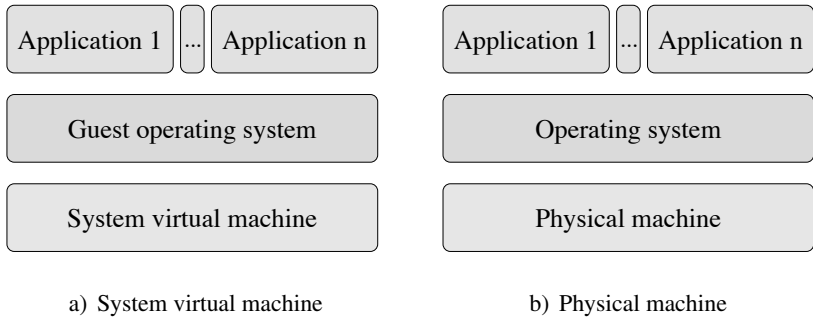 Application 1 ... Application n
Guest operating system
System virtual machine
a) System virtual machine
Application 1 ... Application n
Operating system
Physical machine
b) Physical machine